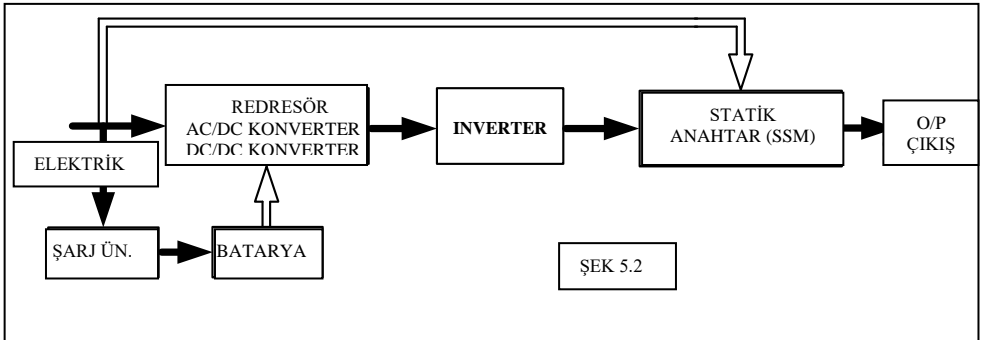 REDRESÖR
AC/DC KONVERTER
DC/DC KONVERTER
INVERTER
STATİK
ANAHTAR (SSM)
O/P
ÇIKIŞ
ELEKTRİK
ŞARJ ÜN.
BATARYA
ŞEK 5.2